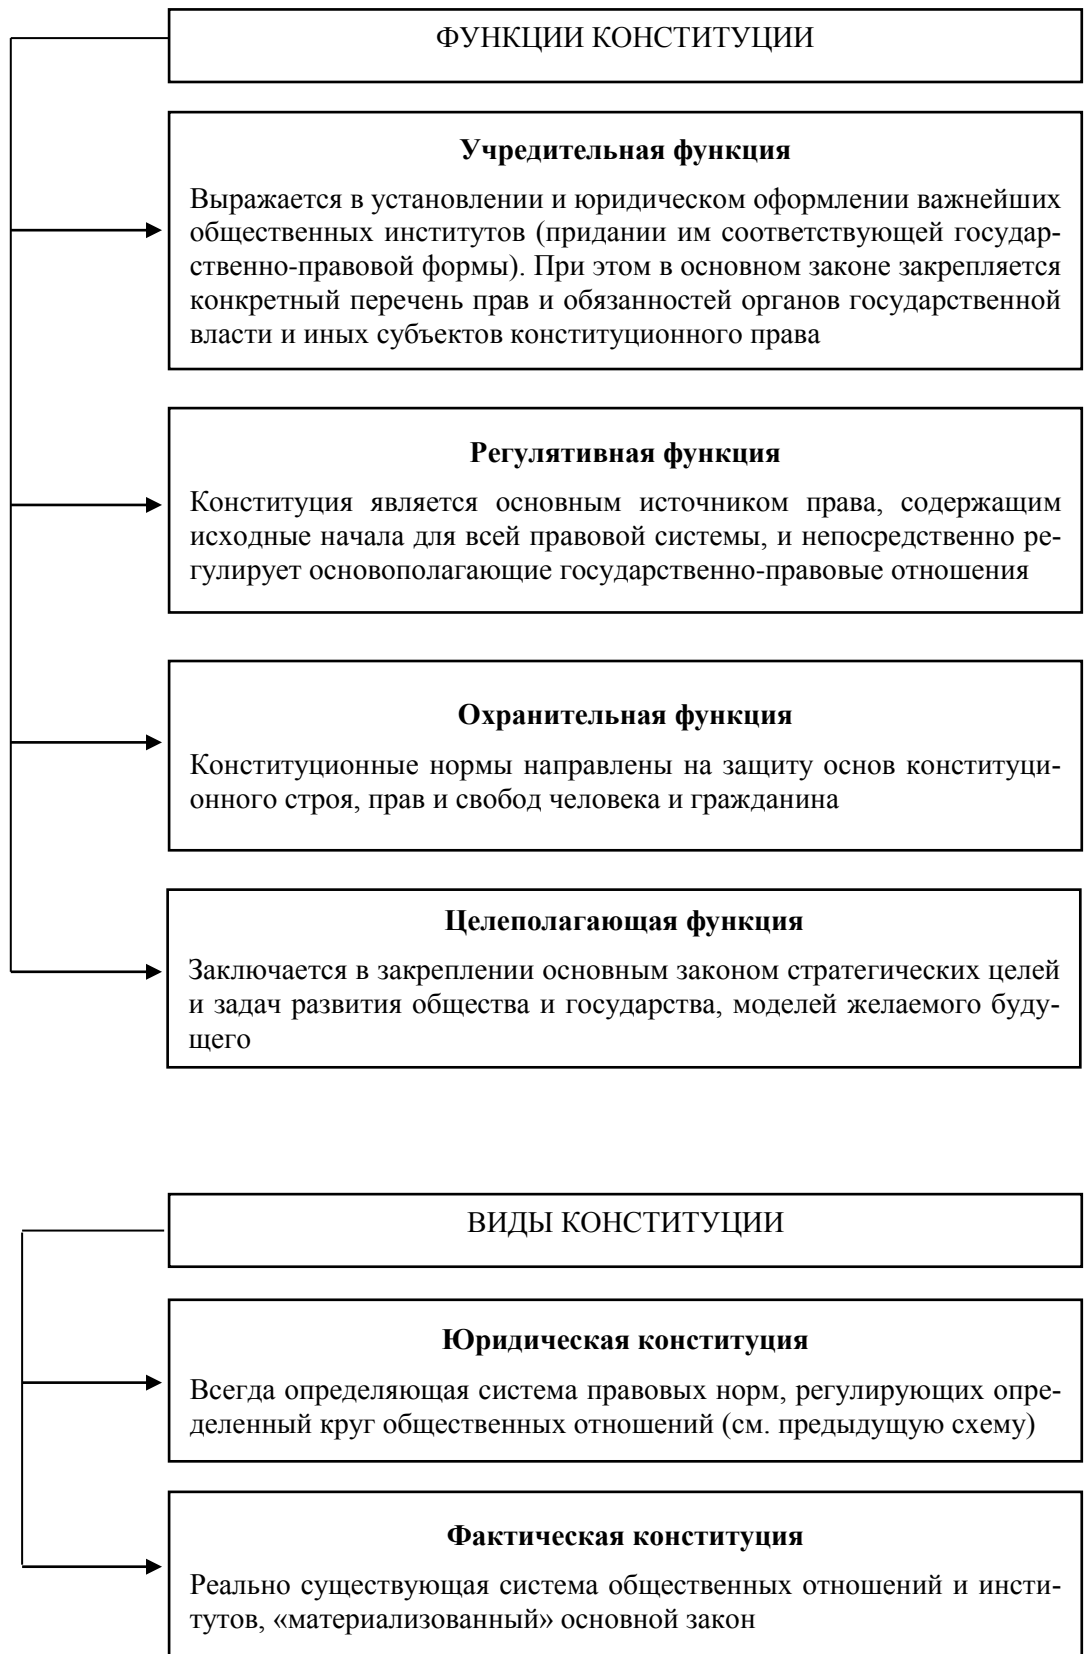 ФУНКЦИИ КОНСТИТУЦИИ
Учредительная функция
Выражается в установлении и юридическом оформлении важнейших
общественных институтов (придании им соответствующей государ-
ственно-правовой формы). При этом в основном законе закрепляется
конкретный перечень прав и обязанностей органов государственной
власти и иных субъектов конституционного права
Регулятивная функция
Конституция является основным источником права, содержащим
исходные начала для всей правовой системы, и непосредственно ре-
гулирует основополагающие государственно-правовые отношения
Охранительная функция
Конституционные нормы направлены на защиту основ конституци-
онного строя, прав и свобод человека и гражданина
Целеполагающая функция
Заключается в закреплении основным законом стратегических целей
и задач развития общества и государства, моделей желаемого буду-
щего
ВИДЫ КОНСТИТУЦИИ
Юридическая конституция
Всегда определяющая система правовых норм, регулирующих опре-
деленный круг общественных отношений (см. предыдущую схему)
Фактическая конституция
Реально существующая система общественных отношений и инсти-
тутов, «материализованный» основной закон